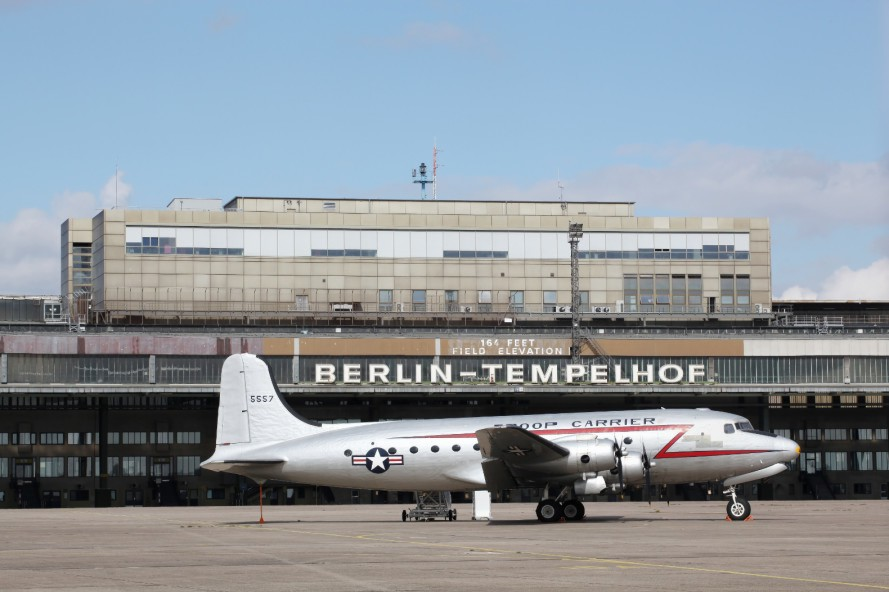 164 FEET
FIELD ELEVATION
BERLIN-TEMPELHOF
5557
TROOP CARRIER